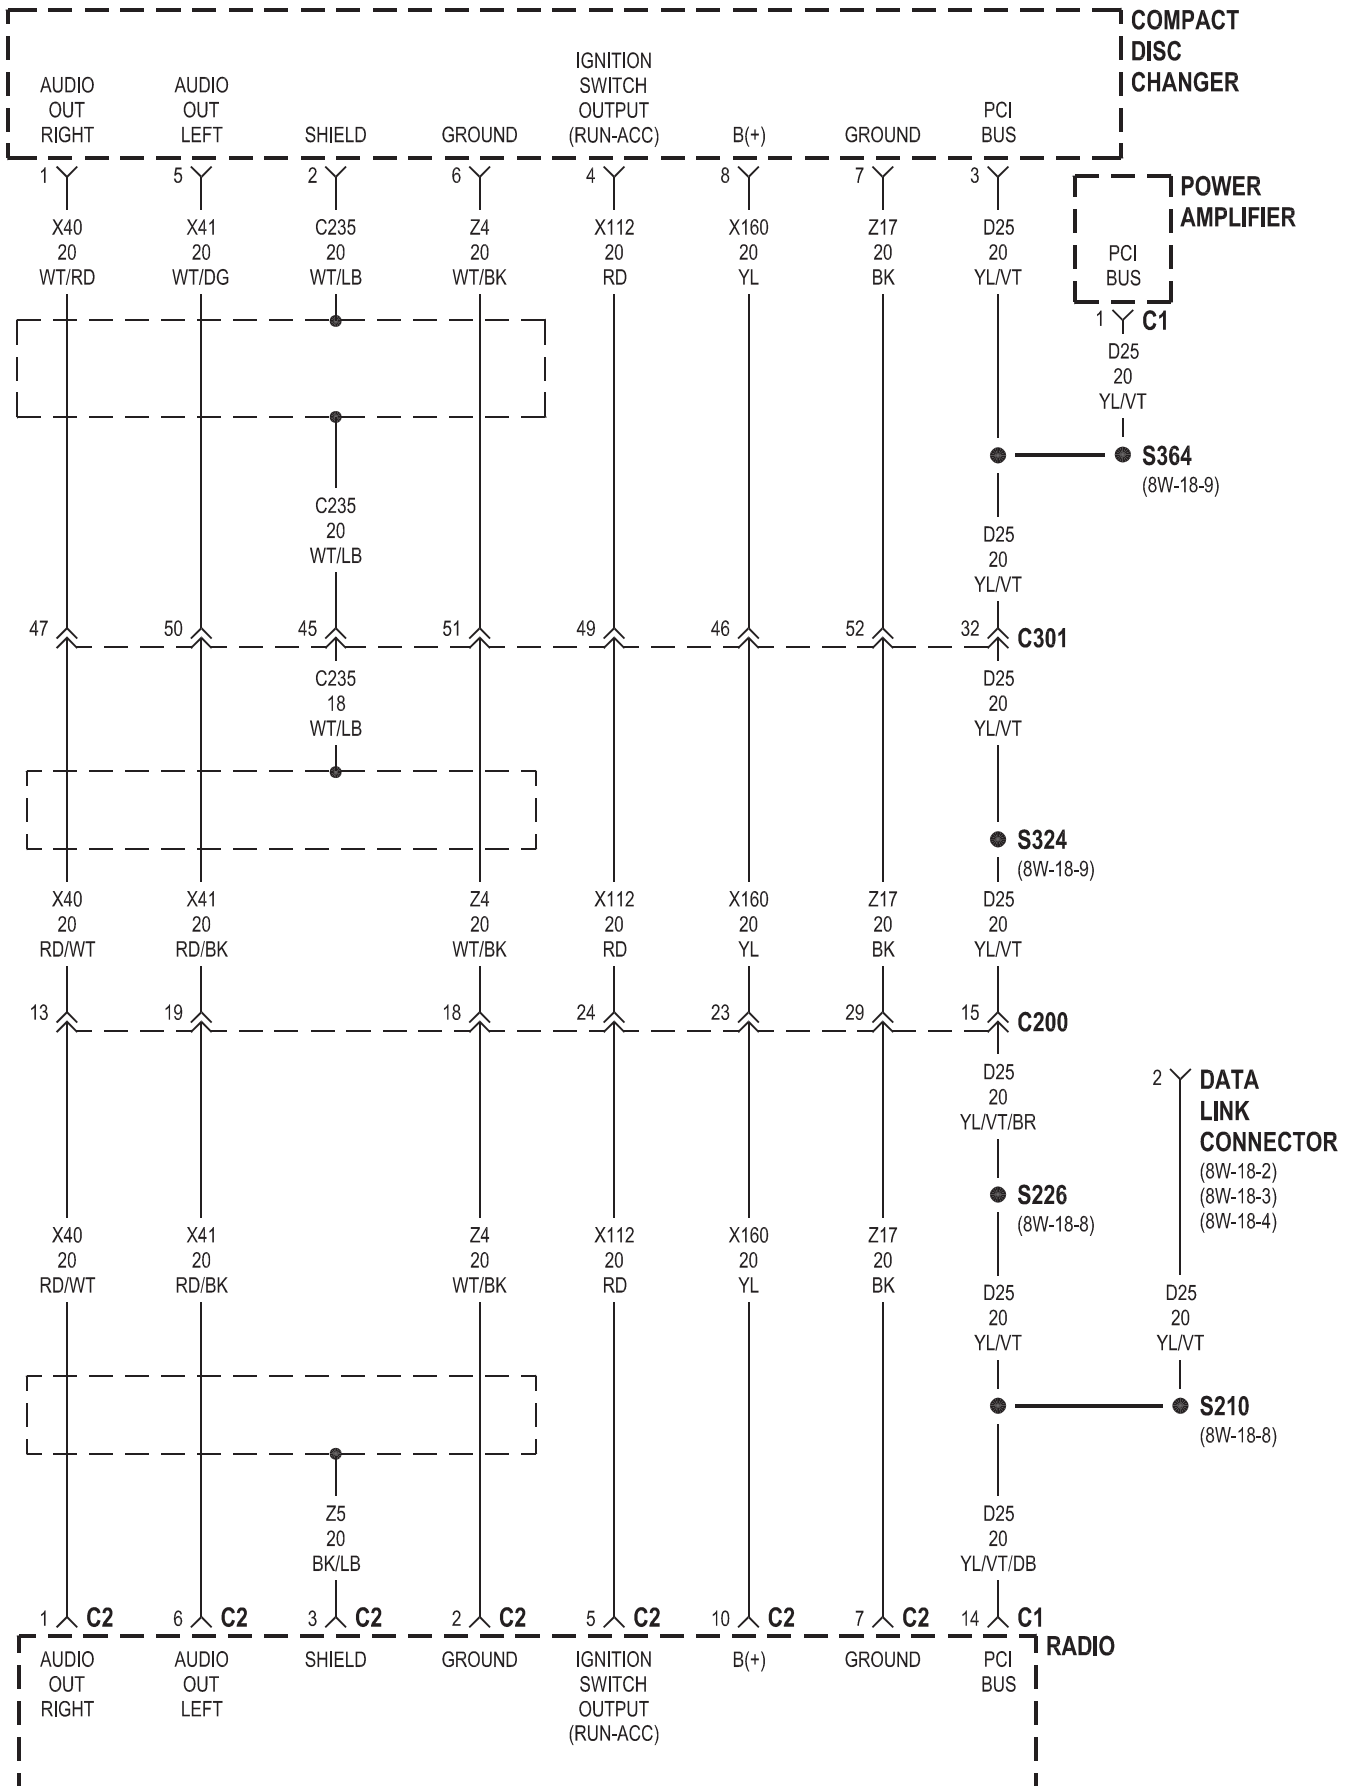 COMPACT
DISC
CHANGER
AUDIO
OUT
RIGHT
AUDIO
OUT
LEFT
SHIELD
GROUND
IGNITION
SWITCH
OUTPUT
(RUN-ACC)
B(+)
GROUND
PCI
BUS
1
5
2
6
4
8
7
3
POWER
AMPLIFIER
PCI
BUS
1 C1
X40
20
WT/RD
X41
20
WT/DG
C235
20
WT/LB
Z4
20
WT/BK
X112
20
RD
X160
20
YL
Z17
20
BK
D25
20
YL/VT
D25
20
YL/VT
S364
(8W-18-9)
C235
20
WT/LB
D25
20
YL/VT
47
50
45
51
49
46
52
32
C301
C235
18
WT/LB
D25
20
YL/VT
S324
(8W-18-9)
X40
20
RD/WT
X41
20
RD/BK
Z4
20
WT/BK
X112
20
RD
X160
20
YL
Z17
20
BK
D25
20
YL/VT
13
19
18
24
23
29
15
C200
D25
20
YL/VT/BR
2
DATA
LINK
CONNECTOR
(8W-18-2)
(8W-18-3)
(8W-18-4)
S226
(8W-18-8)
X40
20
RD/WT
X41
20
RD/BK
Z4
20
WT/BK
X112
20
RD
X160
20
YL
Z17
20
BK
D25
20
YL/VT
D25
20
YL/VT
S210
(8W-18-8)
Z5
20
BK/LB
D25
20
YL/VT/DB
1 C2
6 C2
3 C2
2 C2
5 C2
10 C2
7 C2
14 C1
RADIO
AUDIO
OUT
RIGHT
AUDIO
OUT
LEFT
SHIELD
GROUND
IGNITION
SWITCH
OUTPUT
(RUN-ACC)
B(+)
GROUND
PCI
BUS